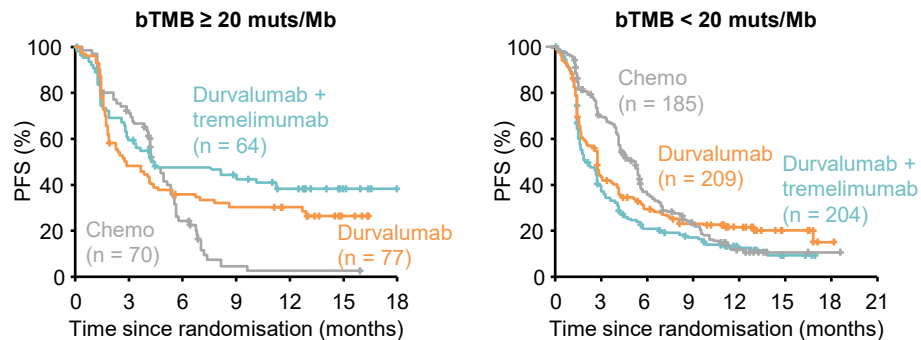 bTMB ≥ 20 muts/Mb
PFS (%)
100
80
60
40
20
0
Durvalumab +
tremelimumab
(n = 64)
Chemo
(n = 70)
Durvalumab
(n = 77)
0 3 6 9 12 15 18
Time since randomisation (months)
bTMB < 20 muts/Mb
PFS (%)
100
80
60
40
20
0
Chemo
(n = 185)
Durvalumab
(n = 209)
Durvalumab +
tremelimumab
(n = 204)
0 3 6 9 12 15 18 21
Time since randomisation (months)